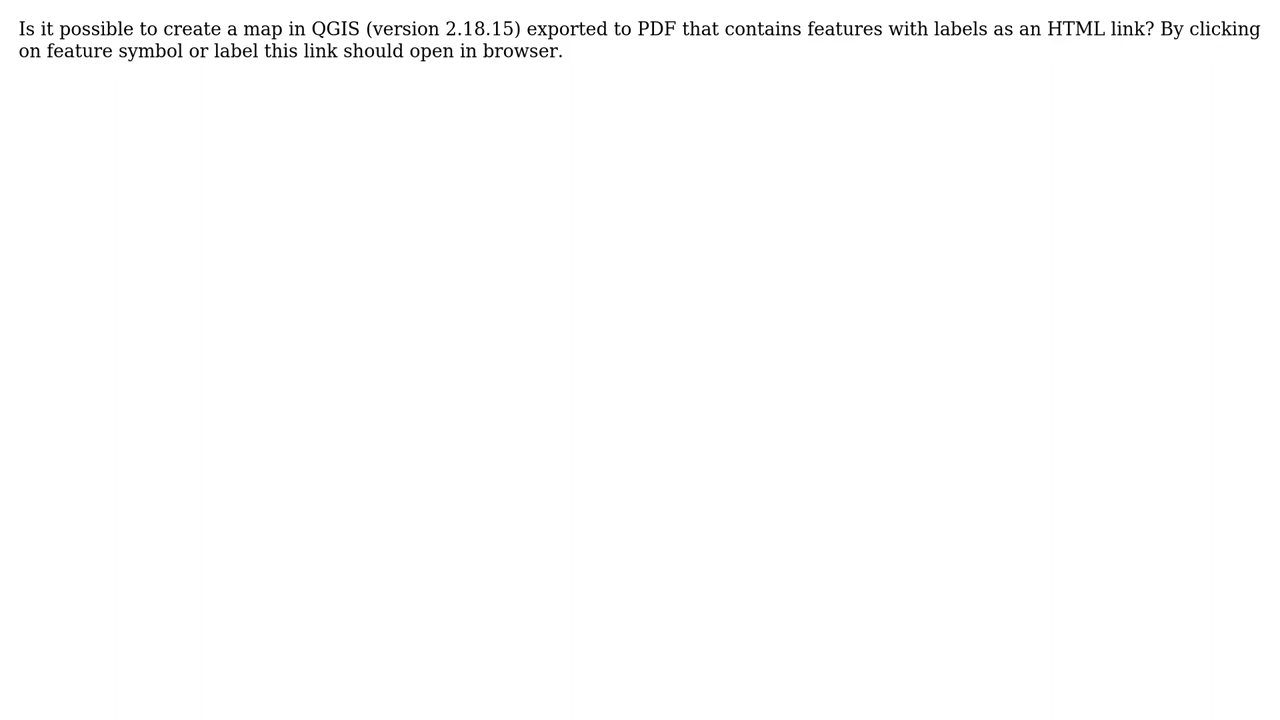 Is it possible to create a map in QGIS (version 2.18.15) exported to PDF that contains features with labels as an HTML link? By clicking
on feature symbol or label this link should open in browser.